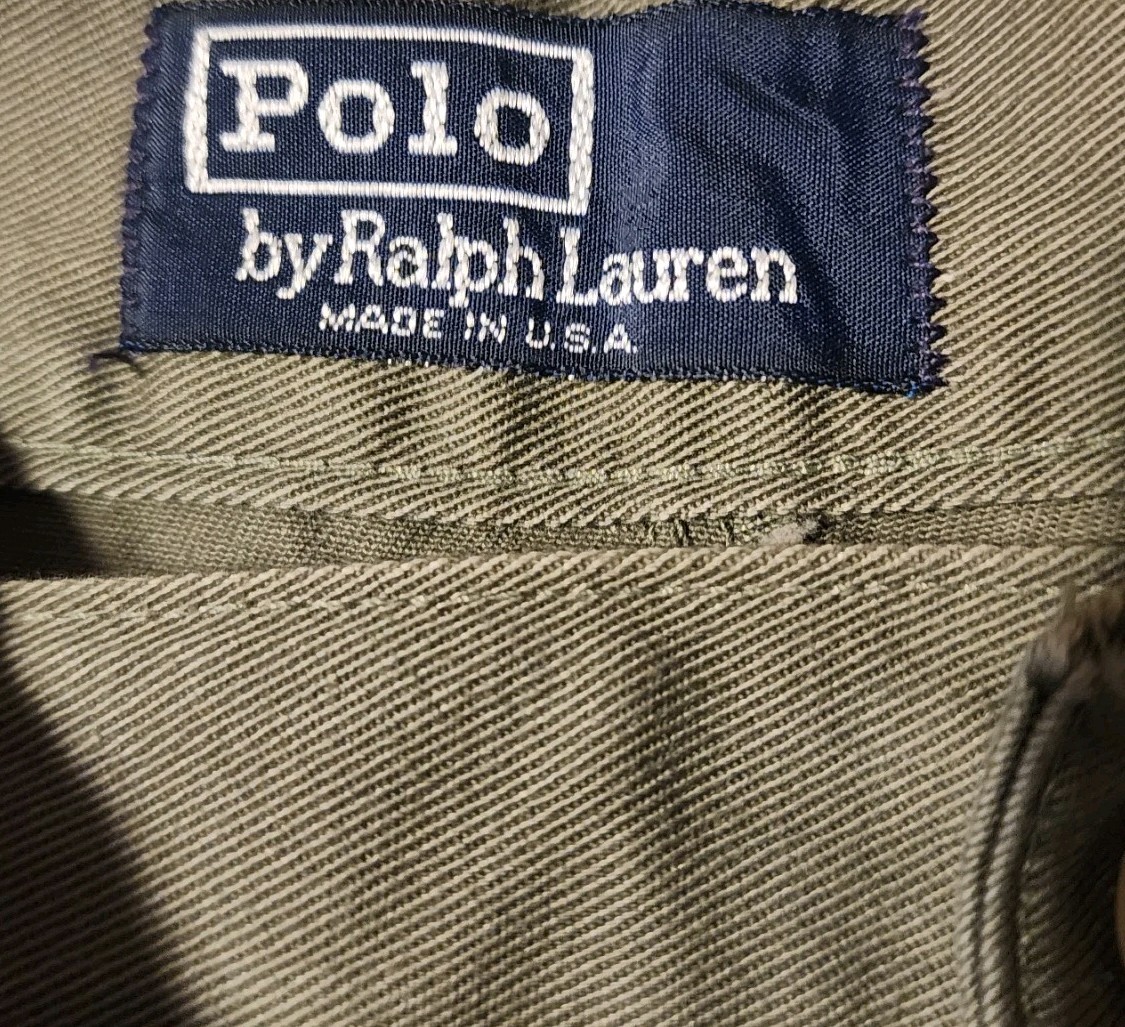 Polo
by Ralph Lauren
MADE IN U.S.A.